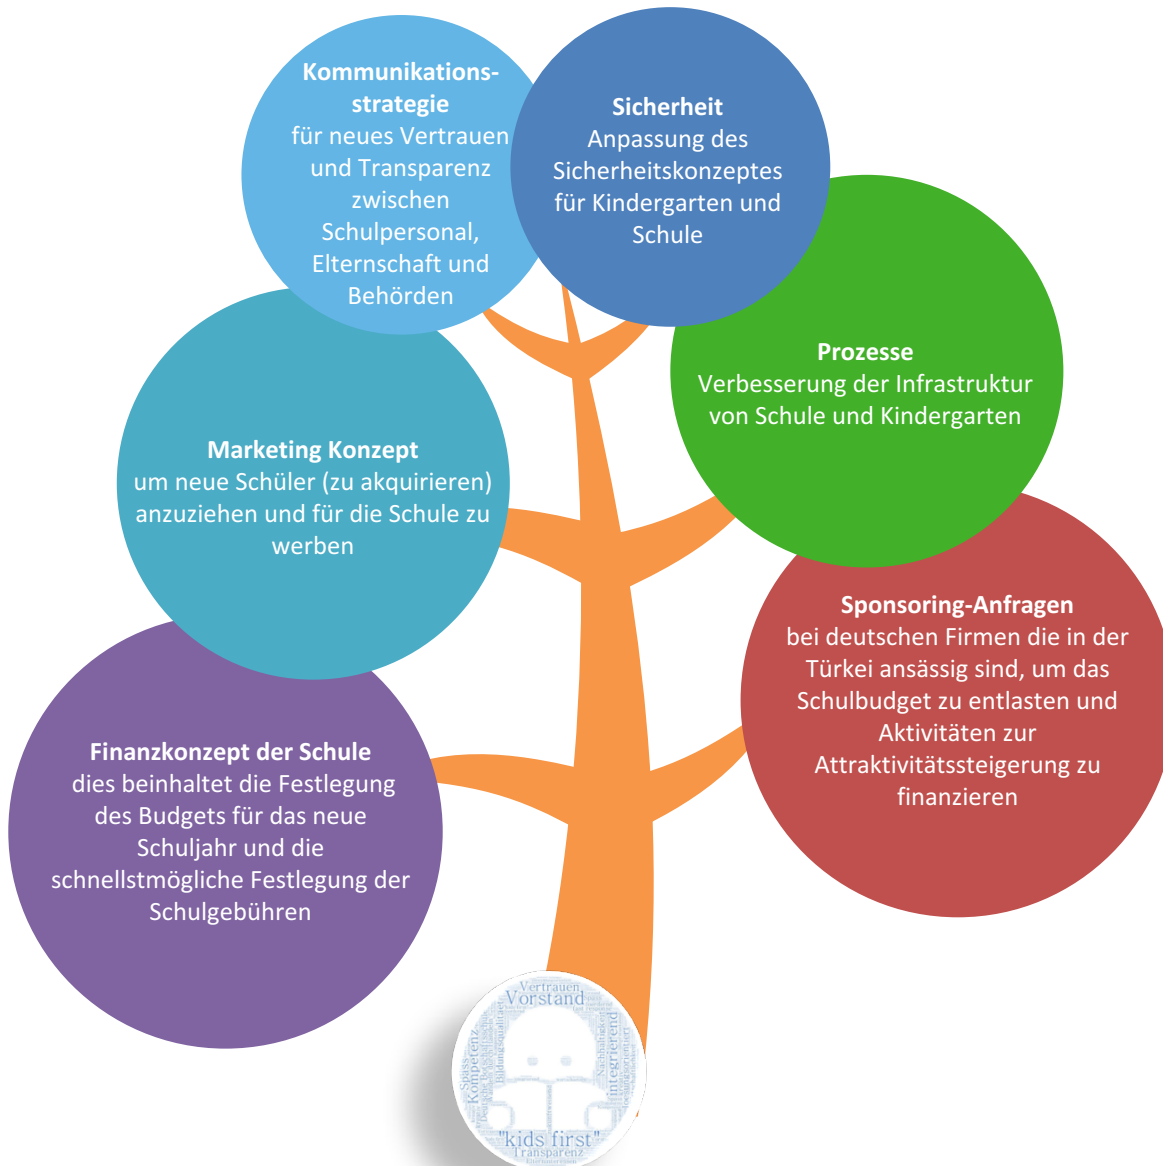 Kommunikations-
strategie
für neues Vertrauen
und Transparenz
zwischen
Schulpersonal,
Elternschaft und
Behörden
Sicherheit
Anpassung des
Sicherheitskonzeptes
für Kindergarten und
Schule
Prozesse
Verbesserung der Infrastruktur
von Schule und Kindergarten
Marketing Konzept
um neue Schüler (zu akquirieren)
anzuziehen und für die Schule zu
werben
Sponsoring-Anfragen
bei deutschen Firmen die in der
Türkei ansässig sind, um das
Schulbudget zu entlasten und
Aktivitäten zur
Attraktivitätssteigerung zu
finanzieren
Finanzkonzept der Schule
dies beinhaltet die Festlegung
des Budgets für das neue
Schuljahr und die
schnellstmögliche Festlegung der
Schulgebühren
Vertrauen
Vorstand
Spass
Kompetenz
Bildungsqualität
Nachhaltigkeit
integrierend
"kids first"
Transparenz